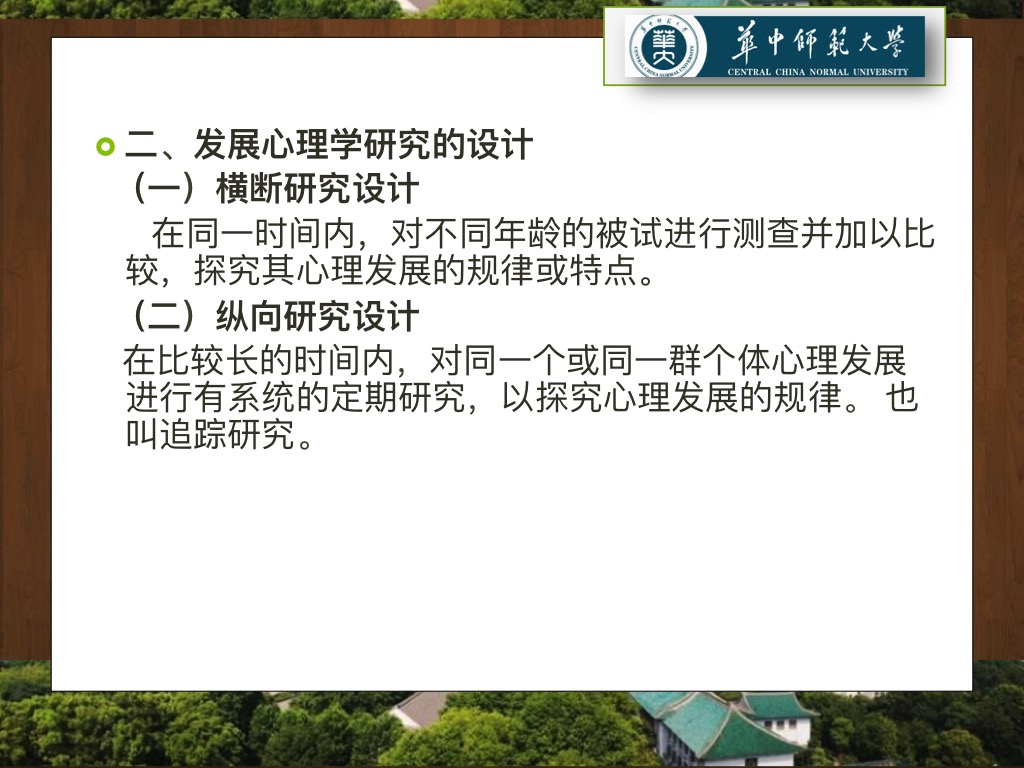 華中師範大學
CENTRAL CHINA NORMAL UNIVERSITY
二、发展心理学研究的设计
（一）横断研究设计
在同一时间内，对不同年龄的被试进行测查并加以比
较，探究其心理发展的规律或特点。
（二）纵向研究设计
在比较长的时间内，对同一个或同一群个体心理发展
进行有系统的定期研究，以探究心理发展的规律。 也
叫追踪研究。